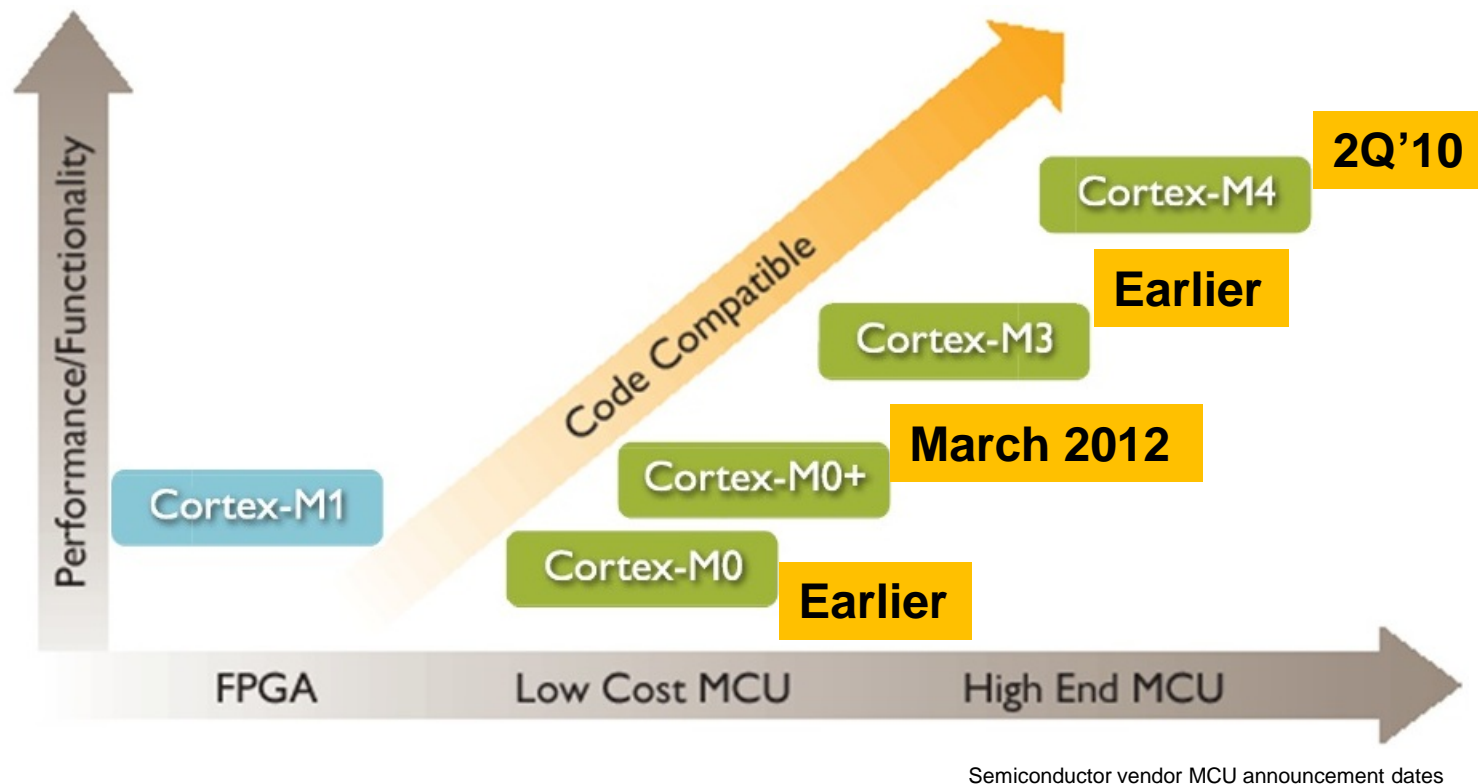 Performance/Functionality
Code Compatible
2Q’10
Cortex-M4
Earlier
Cortex-M3
March 2012
Cortex-M0+
Cortex-M1
Cortex-M0
Earlier
FPGA
Low Cost MCU
High End MCU
Semiconductor vendor MCU announcement dates